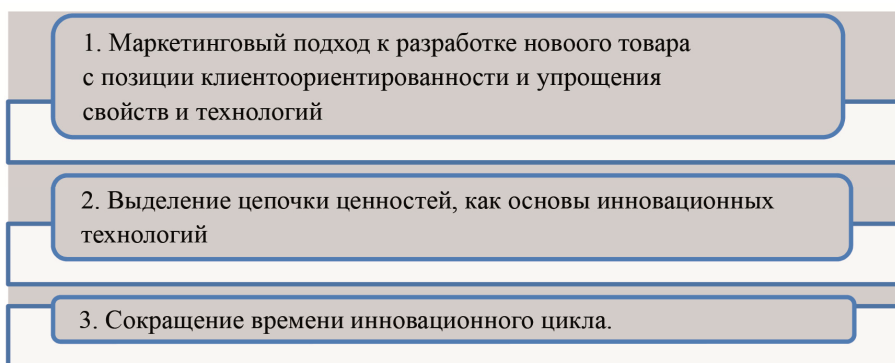 1. Маркетинговый подход к разработке новоого товара
с позиции клиентоориентированности и упрощения
свойств и технологий
2. Выделение цепочки ценностей, как основы инновационных
технологий
3. Сокращение времени инновационного цикла.